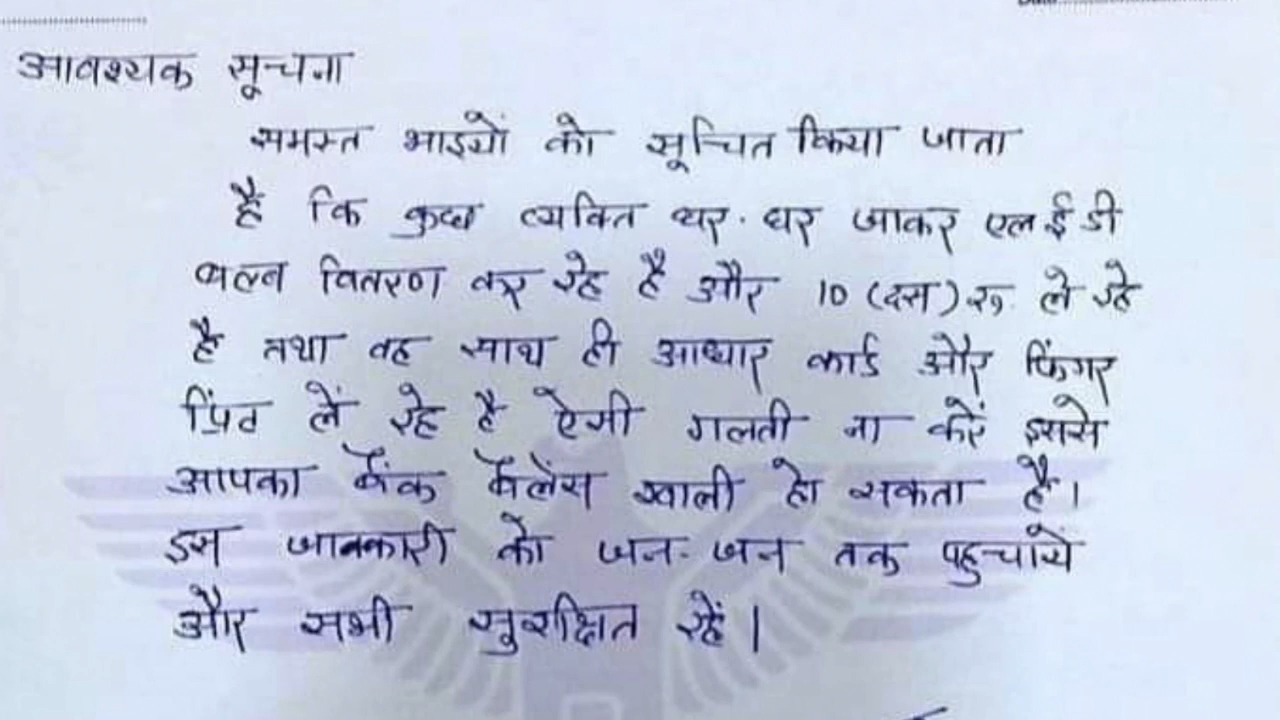 आवश्यक सूचना
समस्त भाइयों को सूचित किया जाता
है कि कुछ व्यक्ति घर-घर जाकर एल ई डी
बल्ब वितरण कर रहे है और 10 (दस) रु. ले रहे
है तथा वह साथ ही आधार कार्ड और फिंगर
प्रिंट लें रहे है ऐसी गलती ना करें इससे
आपका बैंक बैलेंस खाली हो सकता है।
इस जानकारी को जन-जन तक पहुचाये
और सभी सुरक्षित रहें।